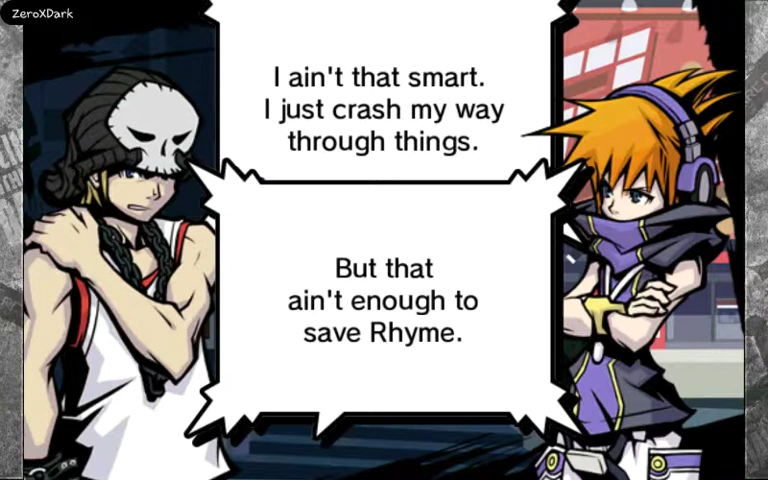 ZeroXDark
I ain't that smart.
I just crash my way
through things.
But that
ain't enough to
save Rhyme.